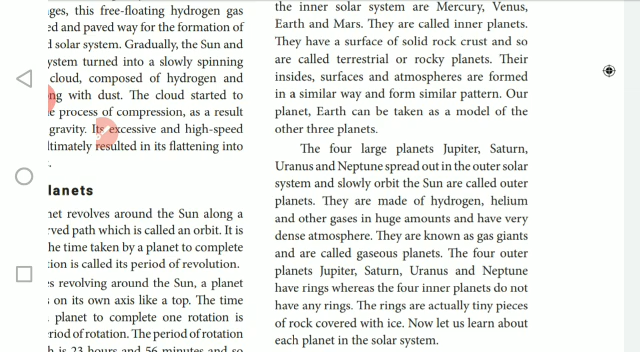 ges, this free-floating hydrogen gas
ed and paved way for the formation of
solar system. Gradually, the Sun and
ystem turned into a slowly spinning
cloud, composed of hydrogen and
ng with dust. The cloud started to
process of compression, as a result
gravity. Its excessive and high-speed
ltimately resulted in its flattening into
.
lanets
net revolves around the Sun along a
rved path which is called an orbit. It is
he time taken by a planet to complete
tion is called its period of revolution.
s revolving around the Sun, a planet
on its own axis like a top. The time
planet to complete one rotation is
riod of rotation. The period of rotation
h is 23 hours and 56 minutes and so
the inner solar system are Mercury, Venus,
Earth and Mars. They are called inner planets.
They have a surface of solid rock crust and so
are called terrestrial or rocky planets. Their
insides, surfaces and atmospheres are formed
in a similar way and form similar pattern. Our
planet, Earth can be taken as a model of the
other three planets.
The four large planets Jupiter, Saturn,
Uranus and Neptune spread out in the outer solar
system and slowly orbit the Sun are called outer
planets. They are made of hydrogen, helium
and other gases in huge amounts and have very
dense atmosphere. They are known as gas giants
and are called gaseous planets. The four outer
planets Jupiter, Saturn, Uranus and Neptune
have rings whereas the four inner planets do not
have any rings. The rings are actually tiny pieces
of rock covered with ice. Now let us learn about
each planet in the solar system.